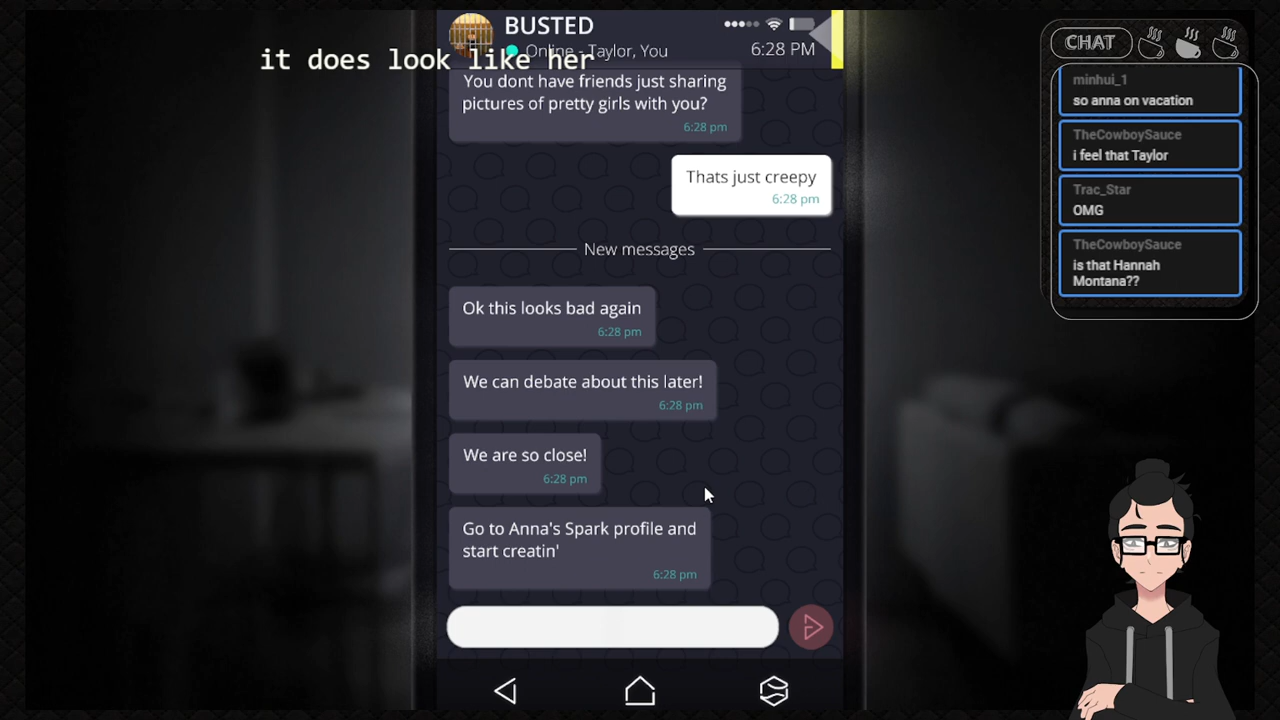 it does look like her
BUSTED
Online - Taylor, You
6:28 PM
You dont have friends just sharing
pictures of pretty girls with you?
6:28 pm
Thats just creepy
6:28 pm
New messages
Ok this looks bad again
6:28 pm
We can debate about this later!
6:28 pm
We are so close!
6:28 pm
Go to Anna's Spark profile and
start creatin'
6:28 pm
CHAT
minhui_1
so anna on vacation
TheCowboySauce
i feel that Taylor
Trac_Star
OMG
TheCowboySauce
is that Hannah
Montana??